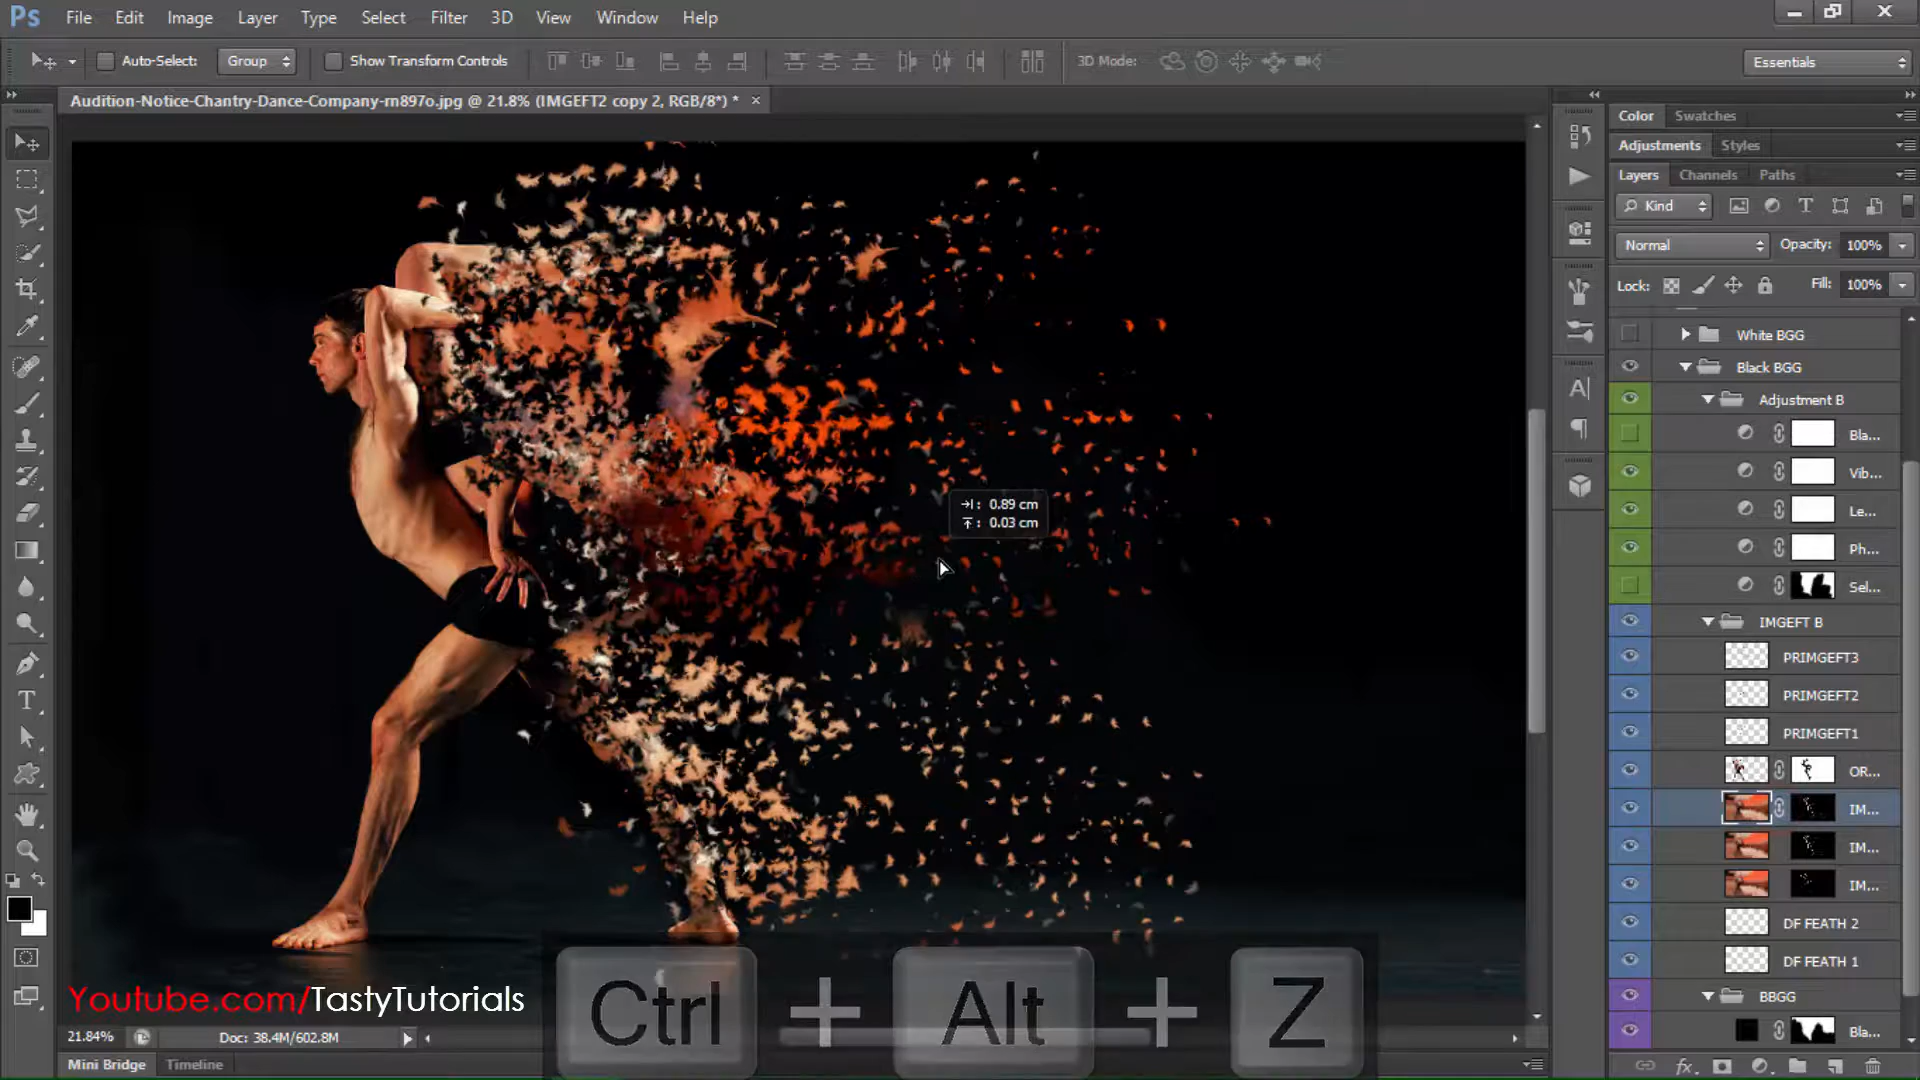 Ps File Edit Image Layer Type Select Filter 3D View Window Help
Auto-Select: Group Show Transform Controls 3D Mode: Essentials
Audition-Notice-Chantry-Dance-Company-m897o.jpg @ 21.8% (IMGEFT2 copy 2, RGB/8*) * ×
Color Swatches
Adjustments Styles
Layers Channels Paths
Kind
Normal Opacity: 100%
Lock: Fill: 100%
White BGG
Black BGG
Adjustment B
Bla...
Vib...
Le...
Ph...
Sel...
IMGEFT B
PRIMGEFT3
PRIMGEFT2
PRIMGEFT1
OR...
IM...
IM...
IM...
DF FEATH 2
DF FEATH 1
BBGG
Bla...
0.89 cm
0.03 cm
Youtube.com/TastyTutorials
Ctrl + Alt + Z
21.84% Doc: 38.4M/602.8M
Mini Bridge Timeline